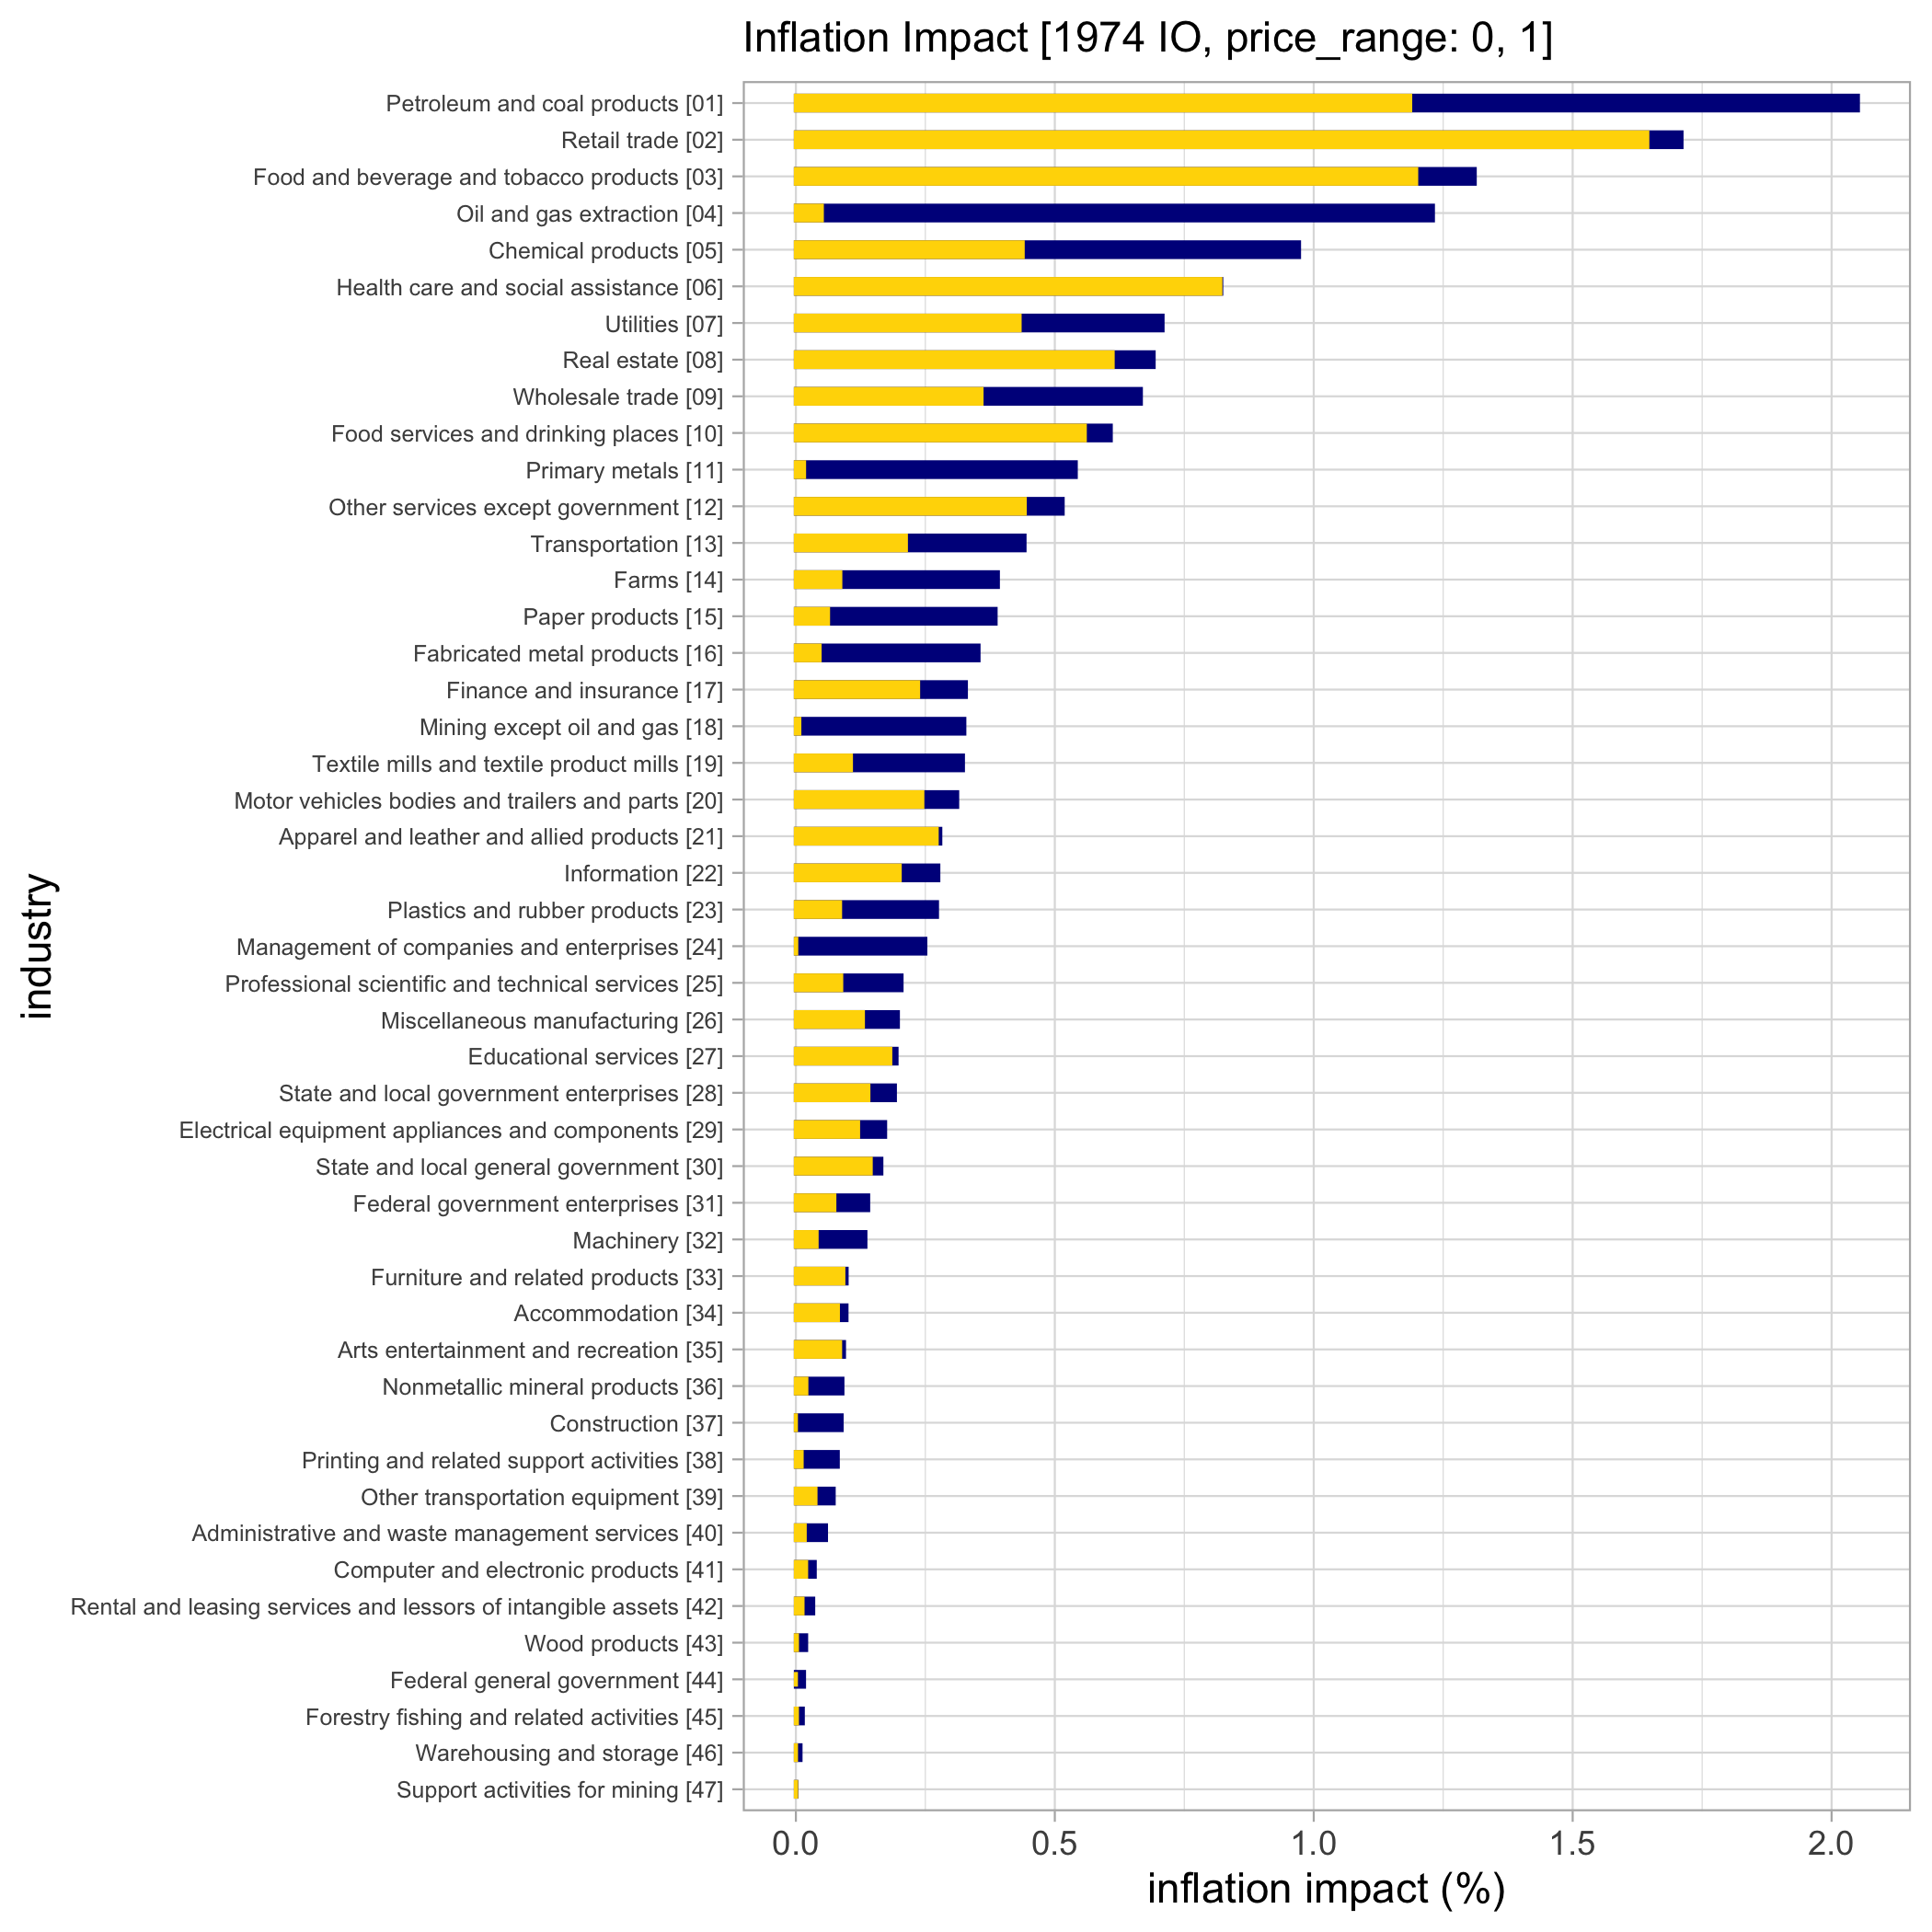 Inflation Impact [1974 IO, price_range: 0, 1]
Petroleum and coal products [01]
Retail trade [02]
Food and beverage and tobacco products [03]
Oil and gas extraction [04]
Chemical products [05]
Health care and social assistance [06]
Utilities [07]
Real estate [08]
Wholesale trade [09]
Food services and drinking places [10]
Primary metals [11]
Other services except government [12]
Transportation [13]
Farms [14]
Paper products [15]
Fabricated metal products [16]
Finance and insurance [17]
Mining except oil and gas [18]
Textile mills and textile product mills [19]
Motor vehicles bodies and trailers and parts [20]
Apparel and leather and allied products [21]
Information [22]
Plastics and rubber products [23]
Management of companies and enterprises [24]
Professional scientific and technical services [25]
Miscellaneous manufacturing [26]
Educational services [27]
State and local government enterprises [28]
Electrical equipment appliances and components [29]
State and local general government [30]
Federal government enterprises [31]
Machinery [32]
Furniture and related products [33]
Accommodation [34]
Arts entertainment and recreation [35]
Nonmetallic mineral products [36]
Construction [37]
Printing and related support activities [38]
Other transportation equipment [39]
Administrative and waste management services [40]
Computer and electronic products [41]
Rental and leasing services and lessors of intangible assets [42]
Wood products [43]
Federal general government [44]
Forestry fishing and related activities [45]
Warehousing and storage [46]
Support activities for mining [47]
industry
0.0 0.5 1.0 1.5 2.0
inflation impact (%)